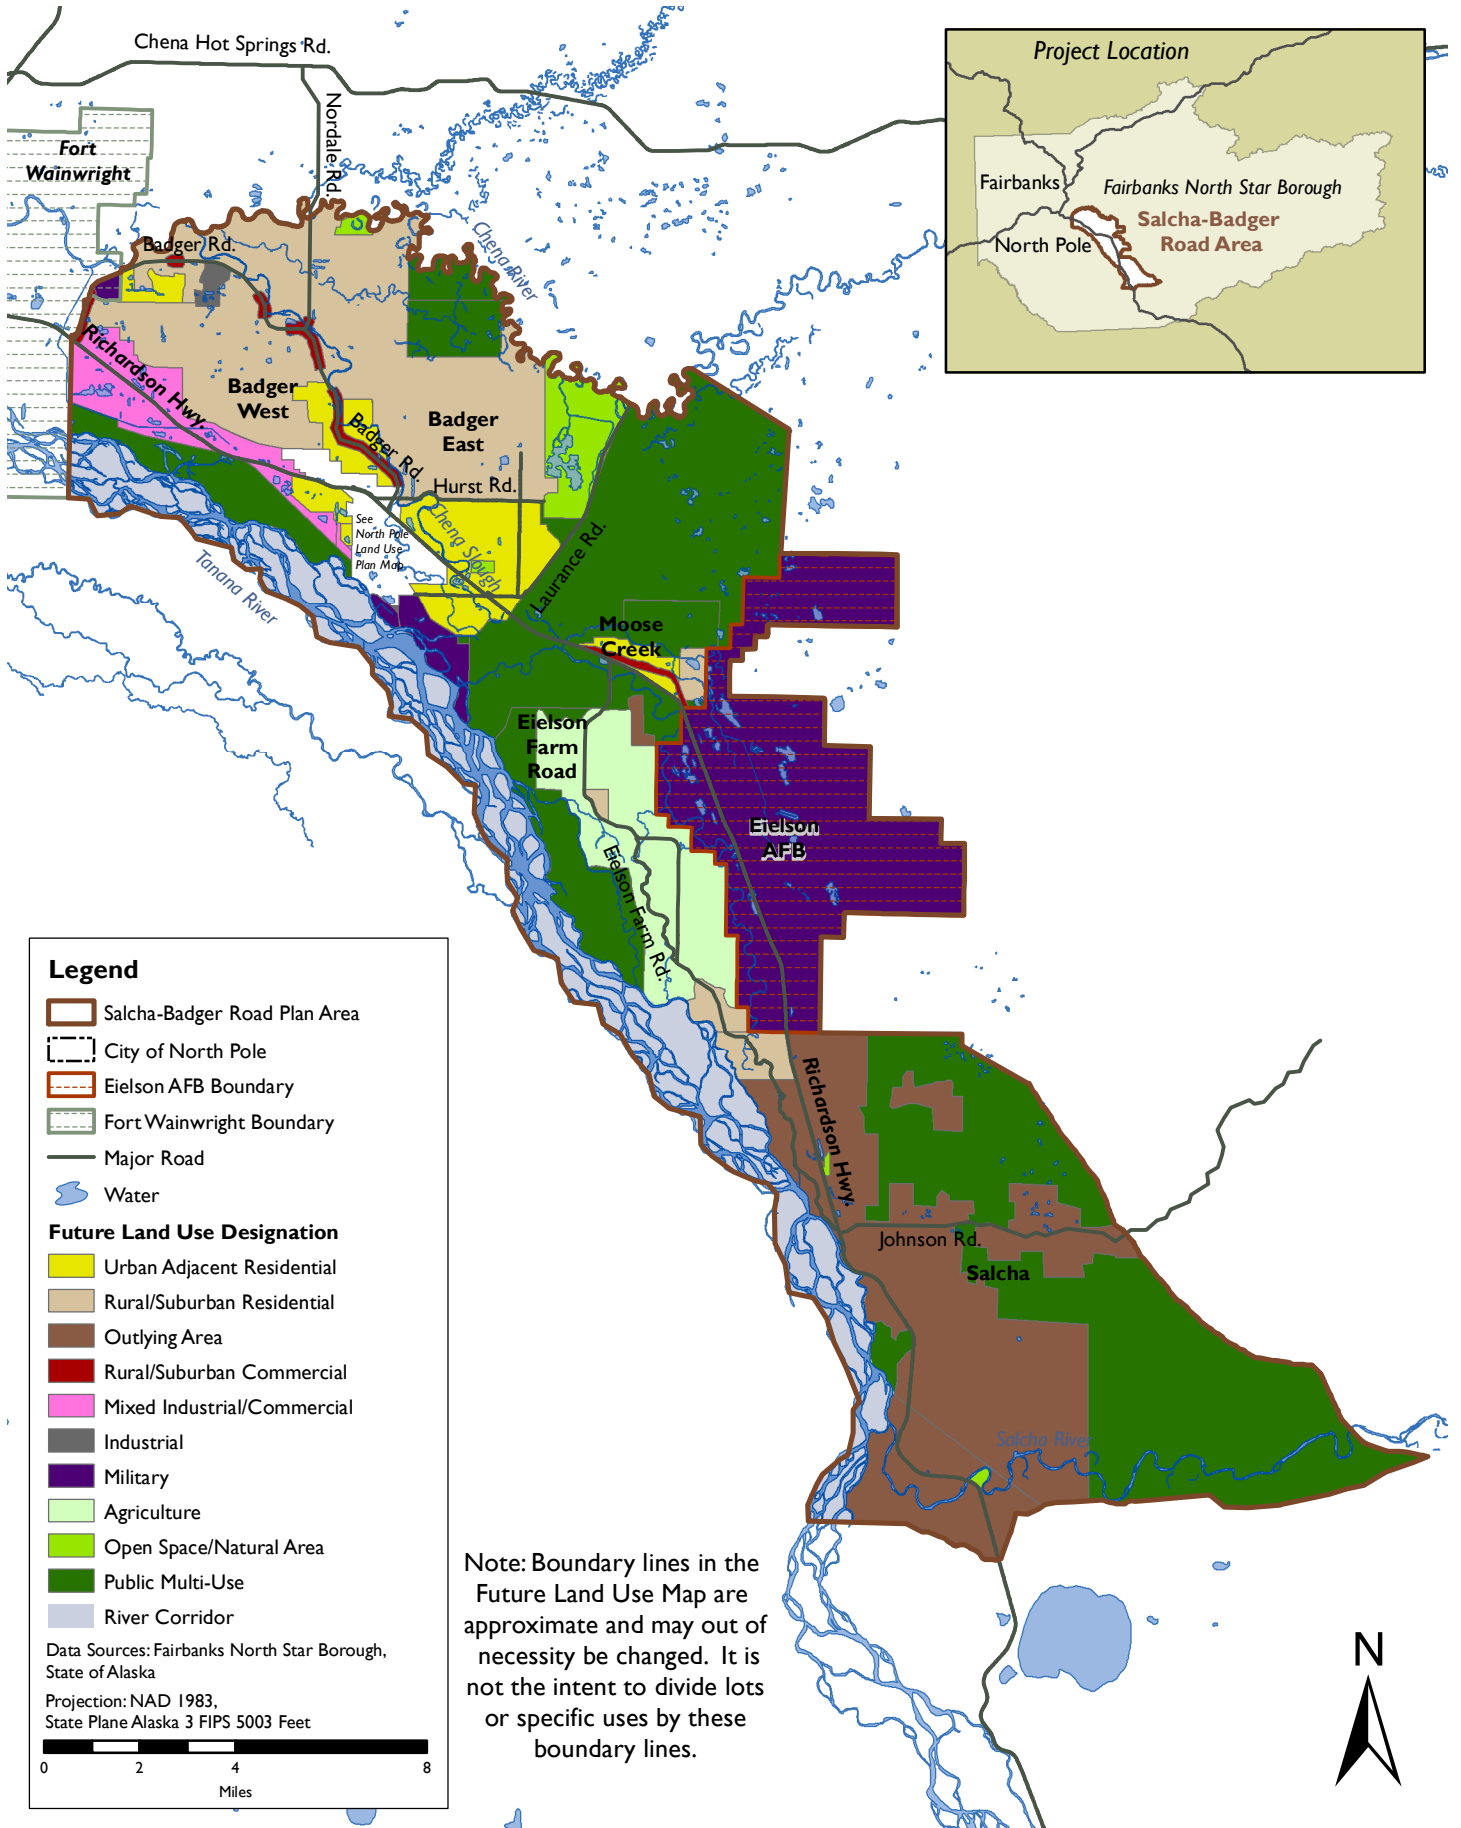 Chena Hot Springs Rd.
Nordale Rd.
Fort
Wainwright
Badger Rd.
Chena River
Richardson Hwy.
Badger
West
Badger
East
Badger Rd.
Hurst Rd.
See
North Pole
Land Use
Plan Map
Chena Slough
Laurance Rd.
Tanana River
Moose
Creek
Eielson
Farm
Road
Eielson
AFB
Eielson Farm Rd.
Richardson Hwy.
Johnson Rd.
Salcha
Salcha River
Project Location
Fairbanks
Fairbanks North Star Borough
Salcha-Badger
Road Area
North Pole
Legend
Salcha-Badger Road Plan Area
City of North Pole
Eielson AFB Boundary
Fort Wainwright Boundary
Major Road
Water
Future Land Use Designation
Urban Adjacent Residential
Rural/Suburban Residential
Outlying Area
Rural/Suburban Commercial
Mixed Industrial/Commercial
Industrial
Military
Agriculture
Open Space/Natural Area
Public Multi-Use
River Corridor
Data Sources: Fairbanks North Star Borough,
State of Alaska
Projection: NAD 1983,
State Plane Alaska 3 FIPS 5003 Feet
0 2 4 8
Miles
Note: Boundary lines in the
Future Land Use Map are
approximate and may out of
necessity be changed. It is
not the intent to divide lots
or specific uses by these
boundary lines.
N